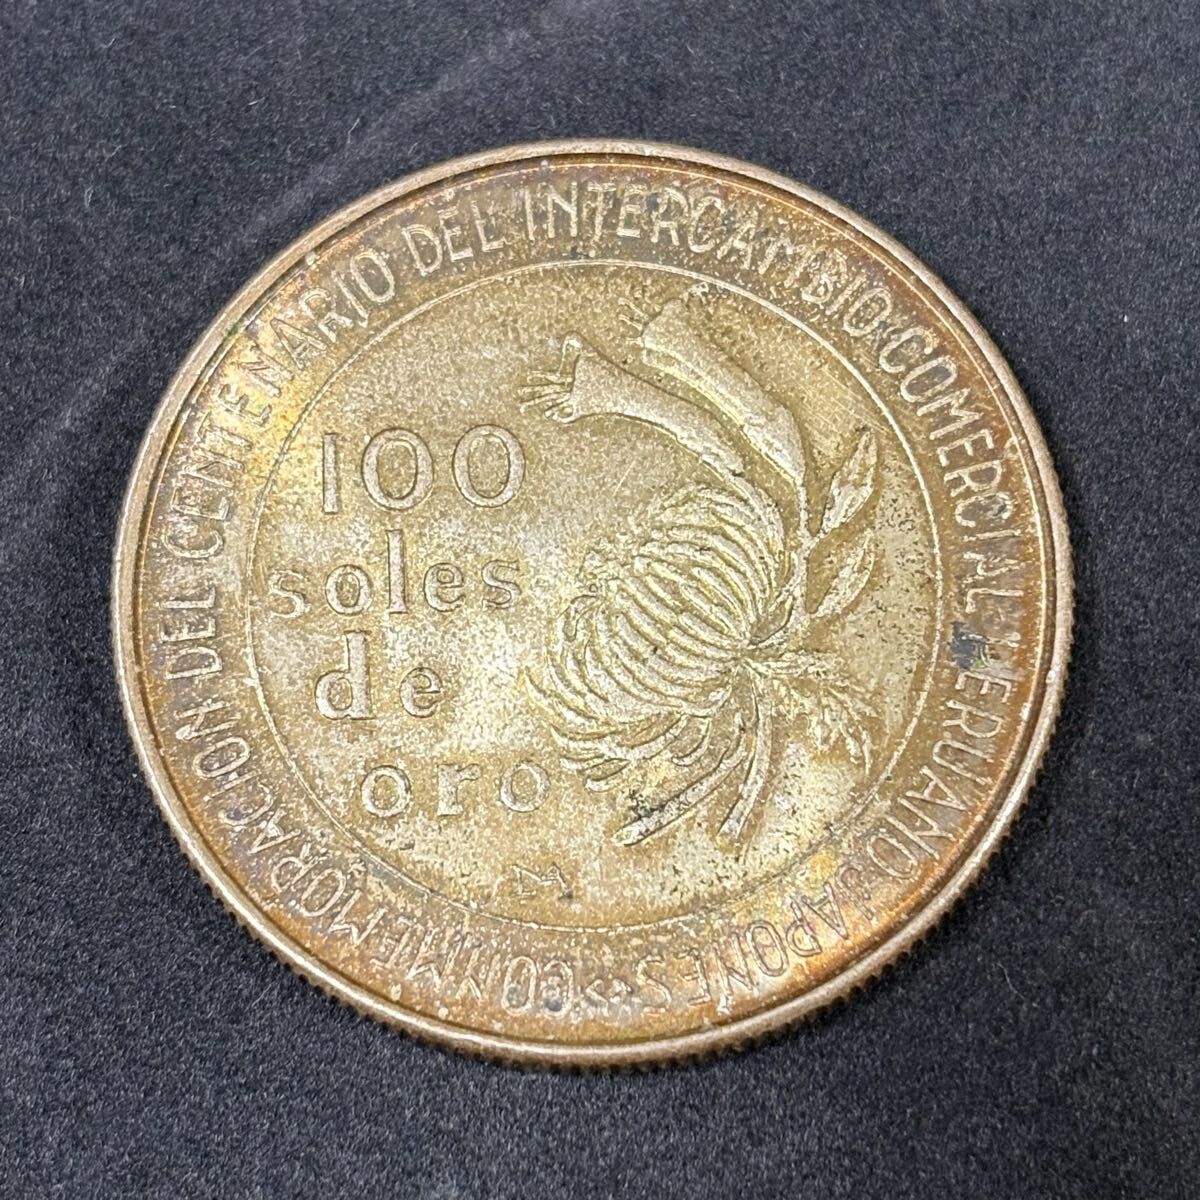 CONMEMORACION DEL CENTENARIO DEL INTERCAMBIO COMERCIAL PERUANO JAPONES
100
soles
de
oro